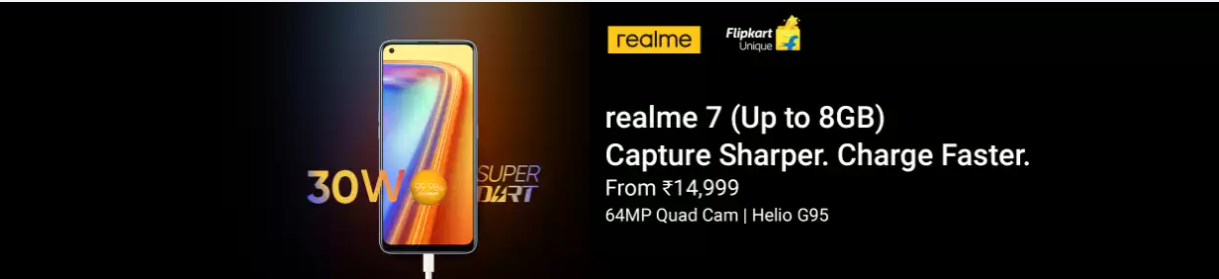 realme
Flipkart
Unique
realme 7 (Up to 8GB)
Capture Sharper. Charge Faster.
From ₹14,999
64MP Quad Cam | Helio G95
30W
SUPER
DART